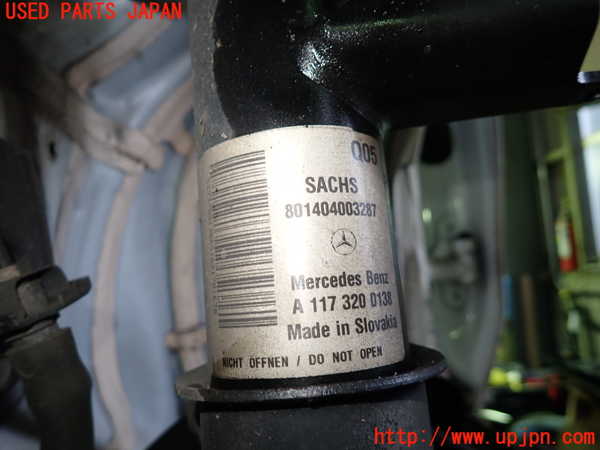 USED PARTS JAPAN
Q05
SACHS
801404003287
Mercedes Benz
A 117 320 0138
Made in Slovakia
NICHT ÖFFNEN / DO NOT OPEN
http://www.upjpn.com/